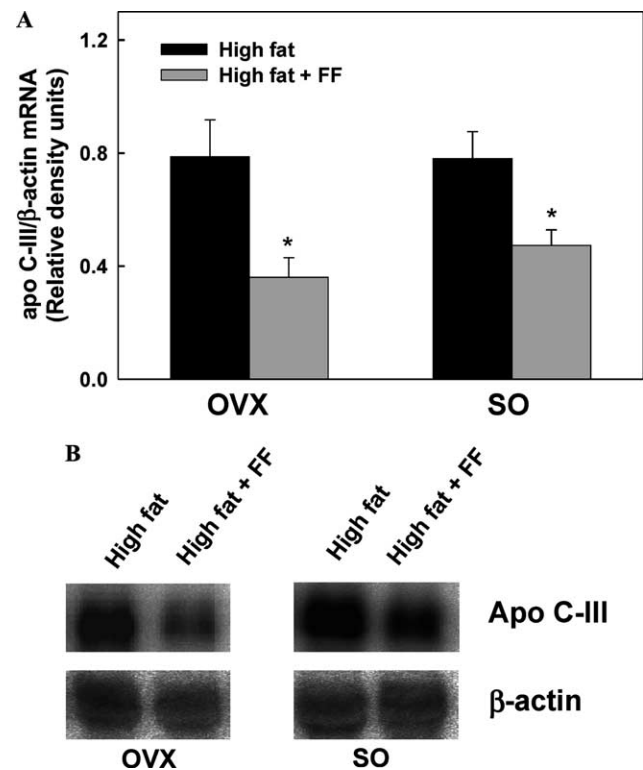 A
1.2
0.8
0.4
0.0
apo C-III/β-actin mRNA
(Relative density units)
High fat
High fat + FF
*
*
OVX
SO
B
High fat
High fat + FF
High fat
High fat + FF
Apo C-III
β-actin
OVX
SO